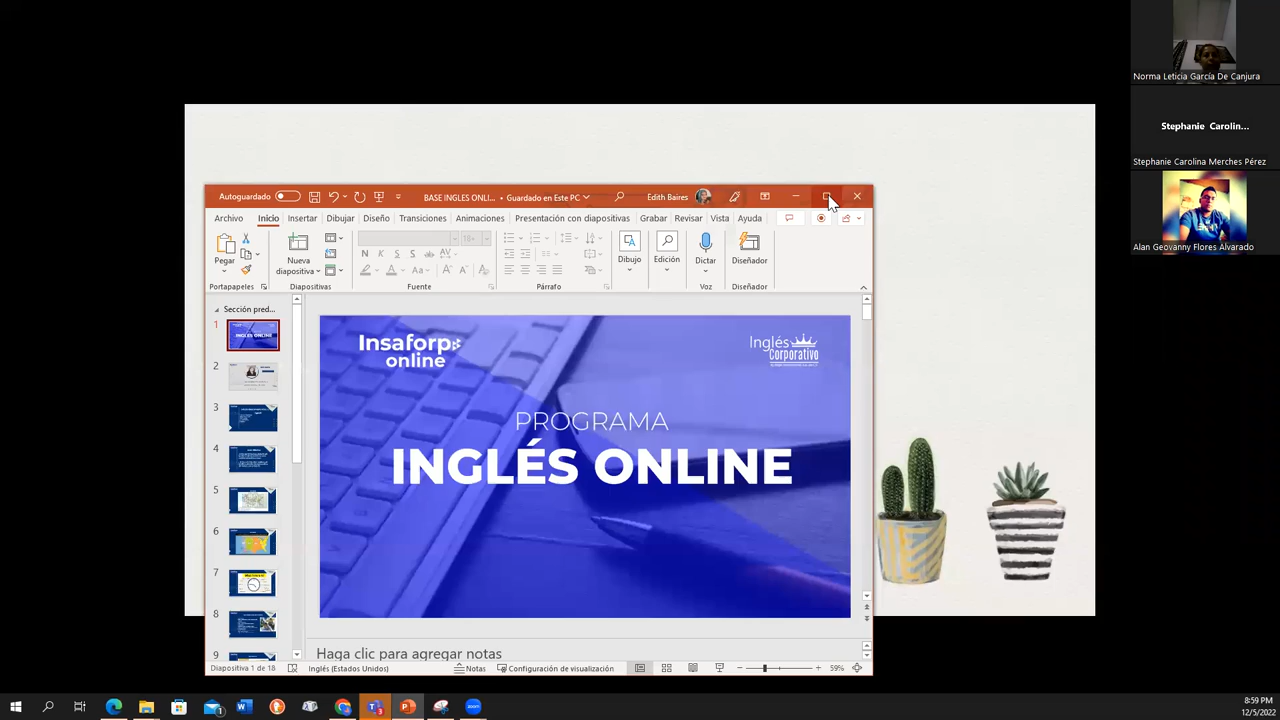 Norma Leticia García De Canjura
Stephanie Carolin...
Stephanie Carolina Merches Pérez
Alan Geovanny Flores Alvarado
Autoguardado
BASE INGLES ONLI... • Guardado en Este PC
Edith Baires
Archivo Inicio Insertar Dibujar Diseño Transiciones Animaciones Presentación con diapositivas Grabar Revisar Vista Ayuda
Pegar
Nueva
diapositiva
Dibujo
Edición
Dictar
Diseñador
N K S S ab AV
Aa A A
Portapapeles Diapositivas Fuente Párrafo Voz Diseñador
Sección pred...
1
2
3
4
5
6
7
8
9
Insaforp
online
Inglés
Corporativo
PROGRAMA
INGLÉS ONLINE
Haga clic para agregar notas
Diapositiva 1 de 18 Inglés (Estados Unidos) Notas Configuración de visualización 59%
8:59 PM
12/5/2022